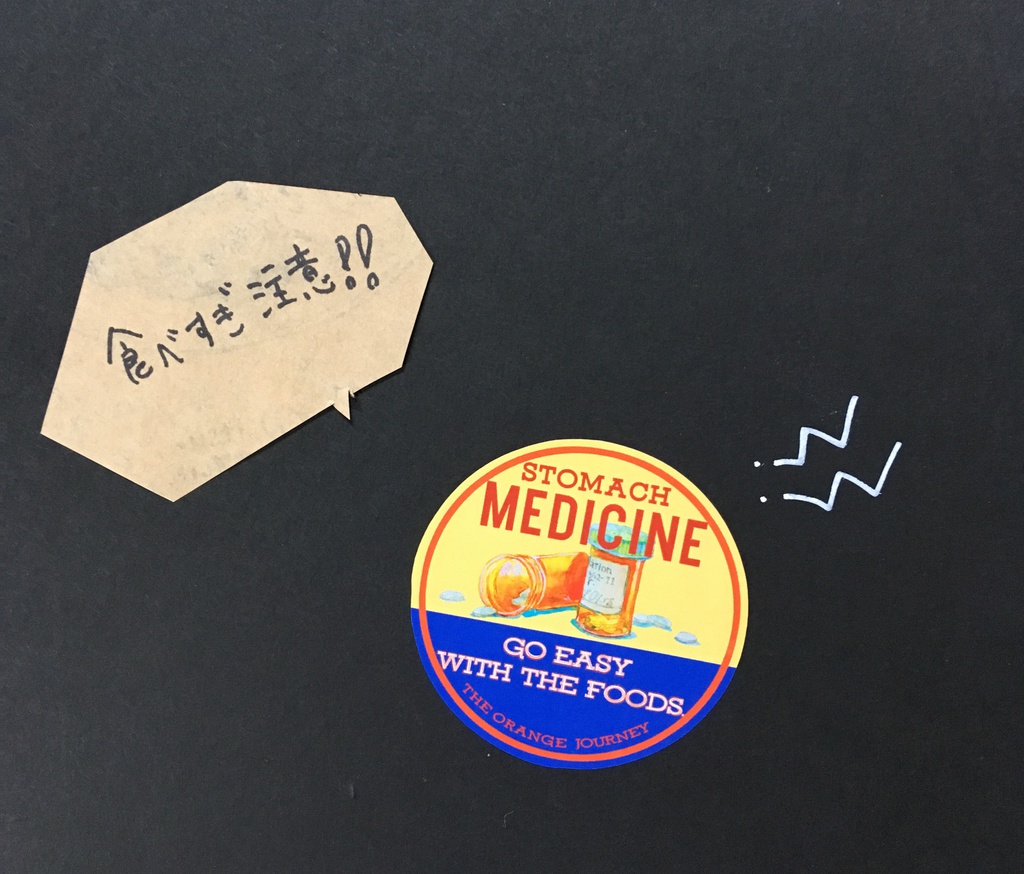 食べすぎ注意!!
STOMACH
MEDICINE
GO EASY
WITH THE FOODS.
THE ORANGE JOURNEY